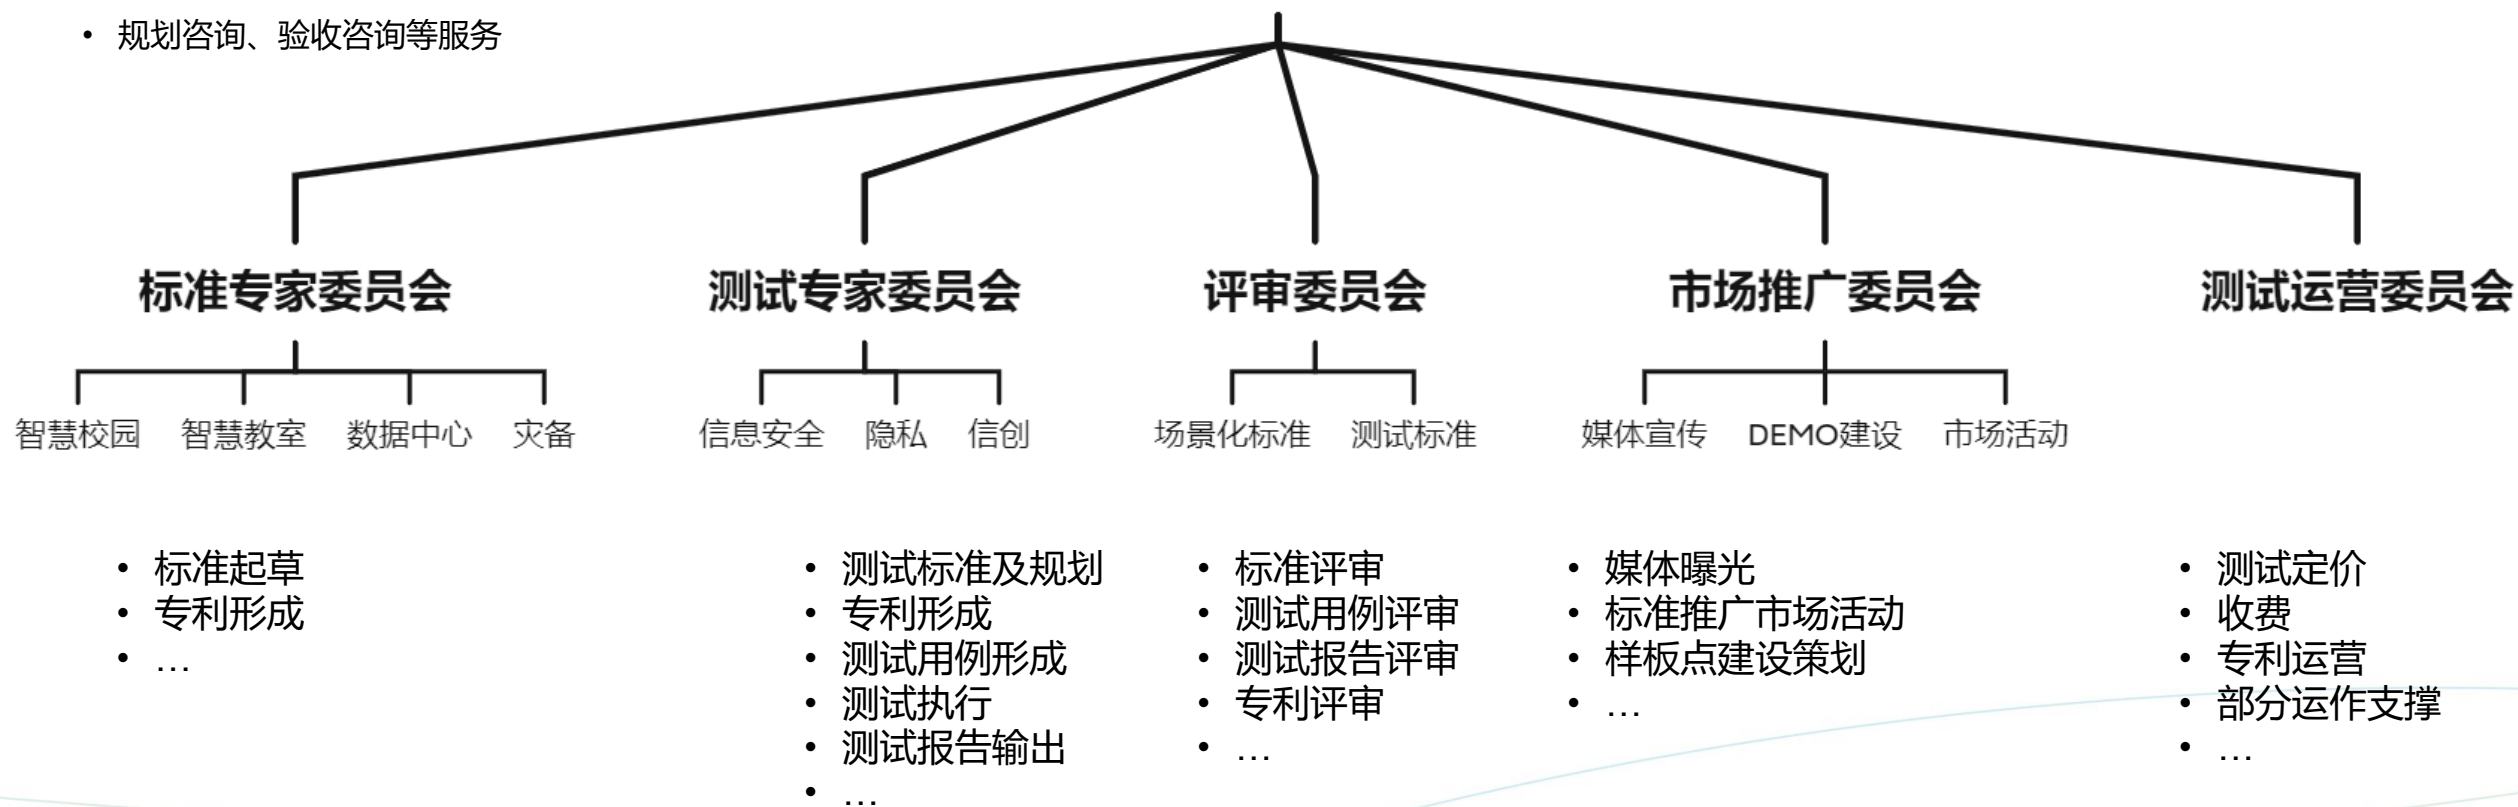 • 规划咨询、验收咨询等服务
标准专家委员会
测试专家委员会
评审委员会
市场推广委员会
测试运营委员会
智慧校园
智慧教室
数据中心
灾备
信息安全
隐私
信创
场景化标准
测试标准
媒体宣传
DEMO建设
市场活动
• 标准起草
• 专利形成
• …
• 测试标准及规划
• 专利形成
• 测试用例形成
• 测试执行
• 测试报告输出
• …
• 标准评审
• 测试用例评审
• 测试报告评审
• 专利评审
• …
• 媒体曝光
• 标准推广市场活动
• 样板点建设策划
• …
• 测试定价
• 收费
• 专利运营
• 部分运作支撑
• …